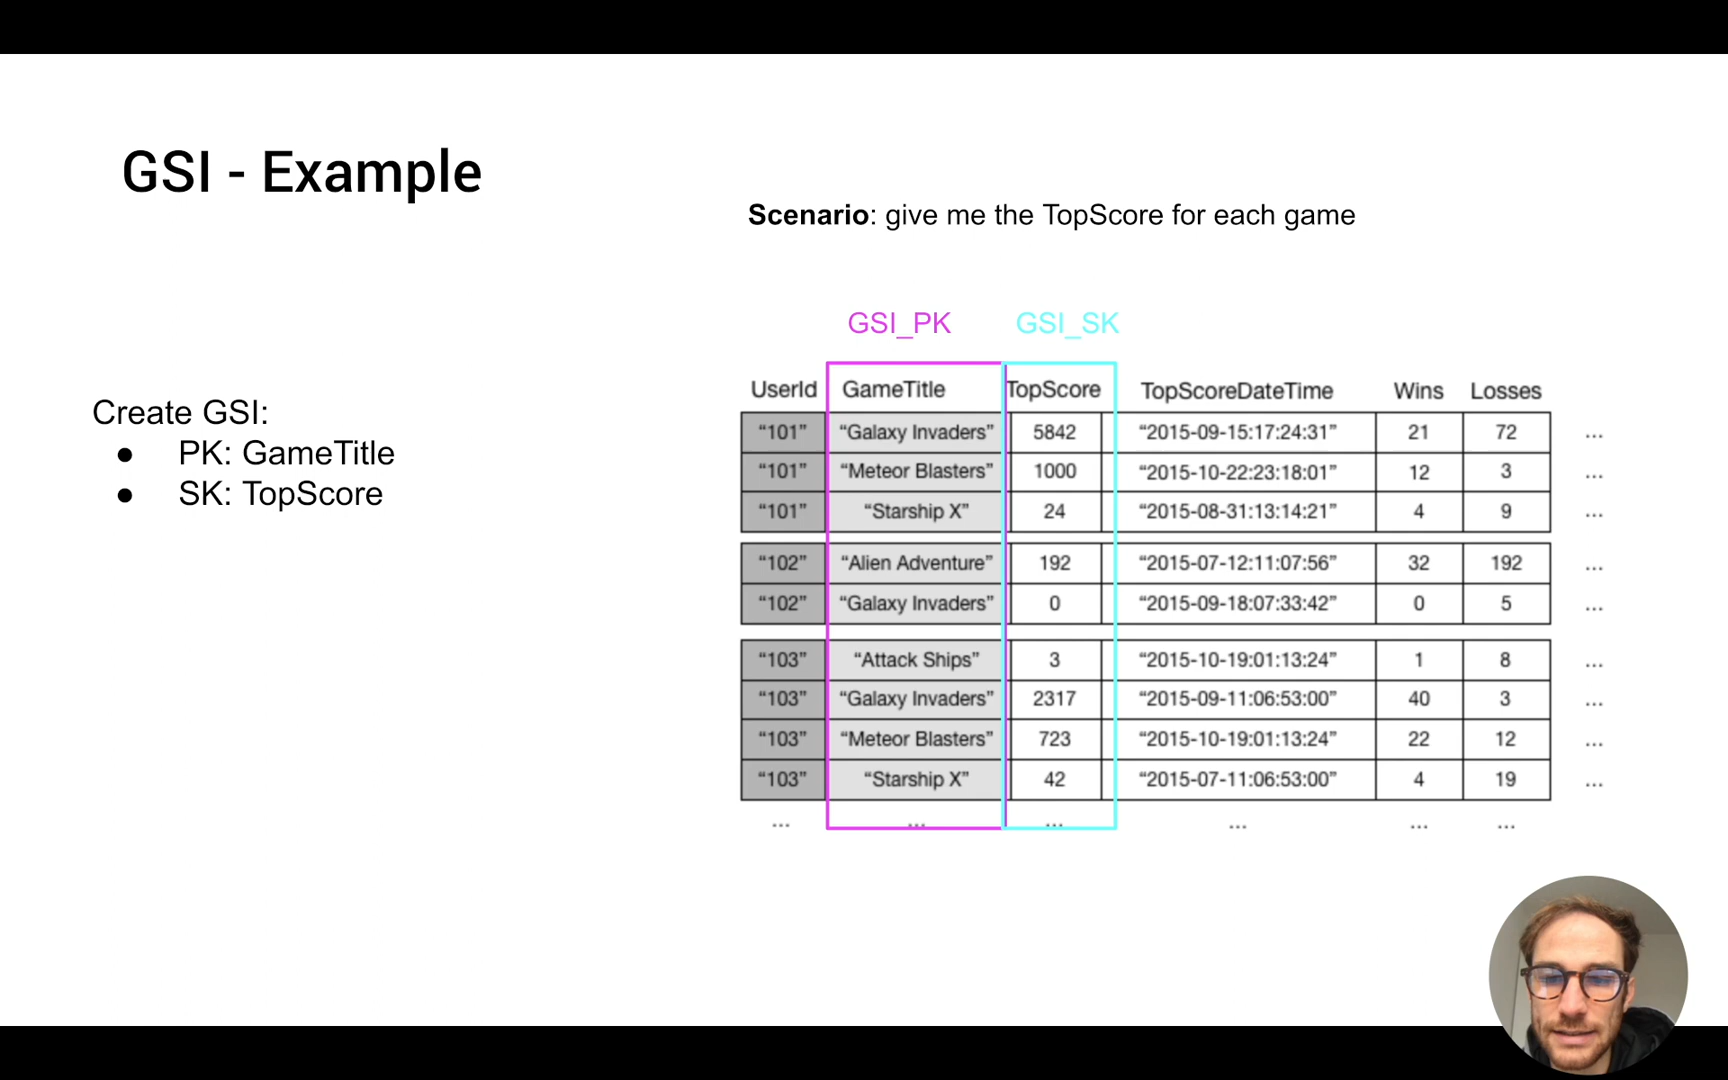 GSI - Example
Scenario: give me the TopScore for each game
Create GSI:
● PK: GameTitle
● SK: TopScore
GSI_PK GSI_SK
UserId GameTitle TopScore TopScoreDateTime Wins Losses
“101” “Galaxy Invaders” 5842 “2015-09-15:17:24:31” 21 72 ...
“101” “Meteor Blasters” 1000 “2015-10-22:23:18:01” 12 3 ...
“101” “Starship X” 24 “2015-08-31:13:14:21” 4 9 ...
“102” “Alien Adventure” 192 “2015-07-12:11:07:56” 32 192 ...
“102” “Galaxy Invaders” 0 “2015-09-18:07:33:42” 0 5 ...
“103” “Attack Ships” 3 “2015-10-19:01:13:24” 1 8 ...
“103” “Galaxy Invaders” 2317 “2015-09-11:06:53:00” 40 3 ...
“103” “Meteor Blasters” 723 “2015-10-19:01:13:24” 22 12 ...
“103” “Starship X” 42 “2015-07-11:06:53:00” 4 19 ...
... ... ... ... ... ...